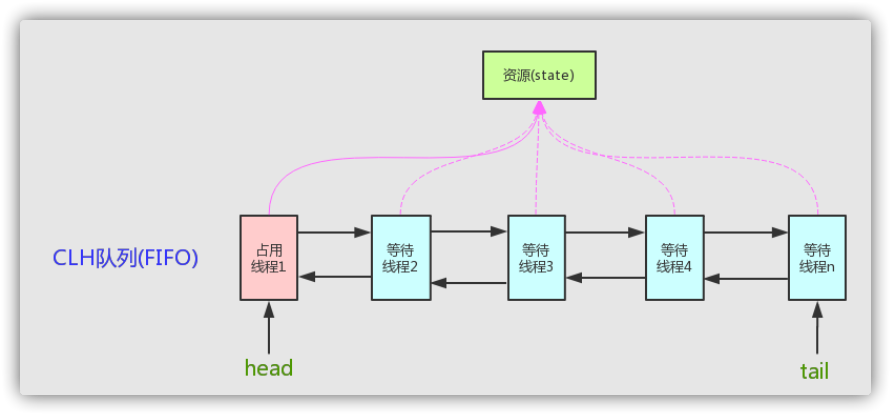 资源(state)
CLH队列(FIFO)
占用
线程1
等待
线程2
等待
线程3
等待
线程4
等待
线程n
head
tail